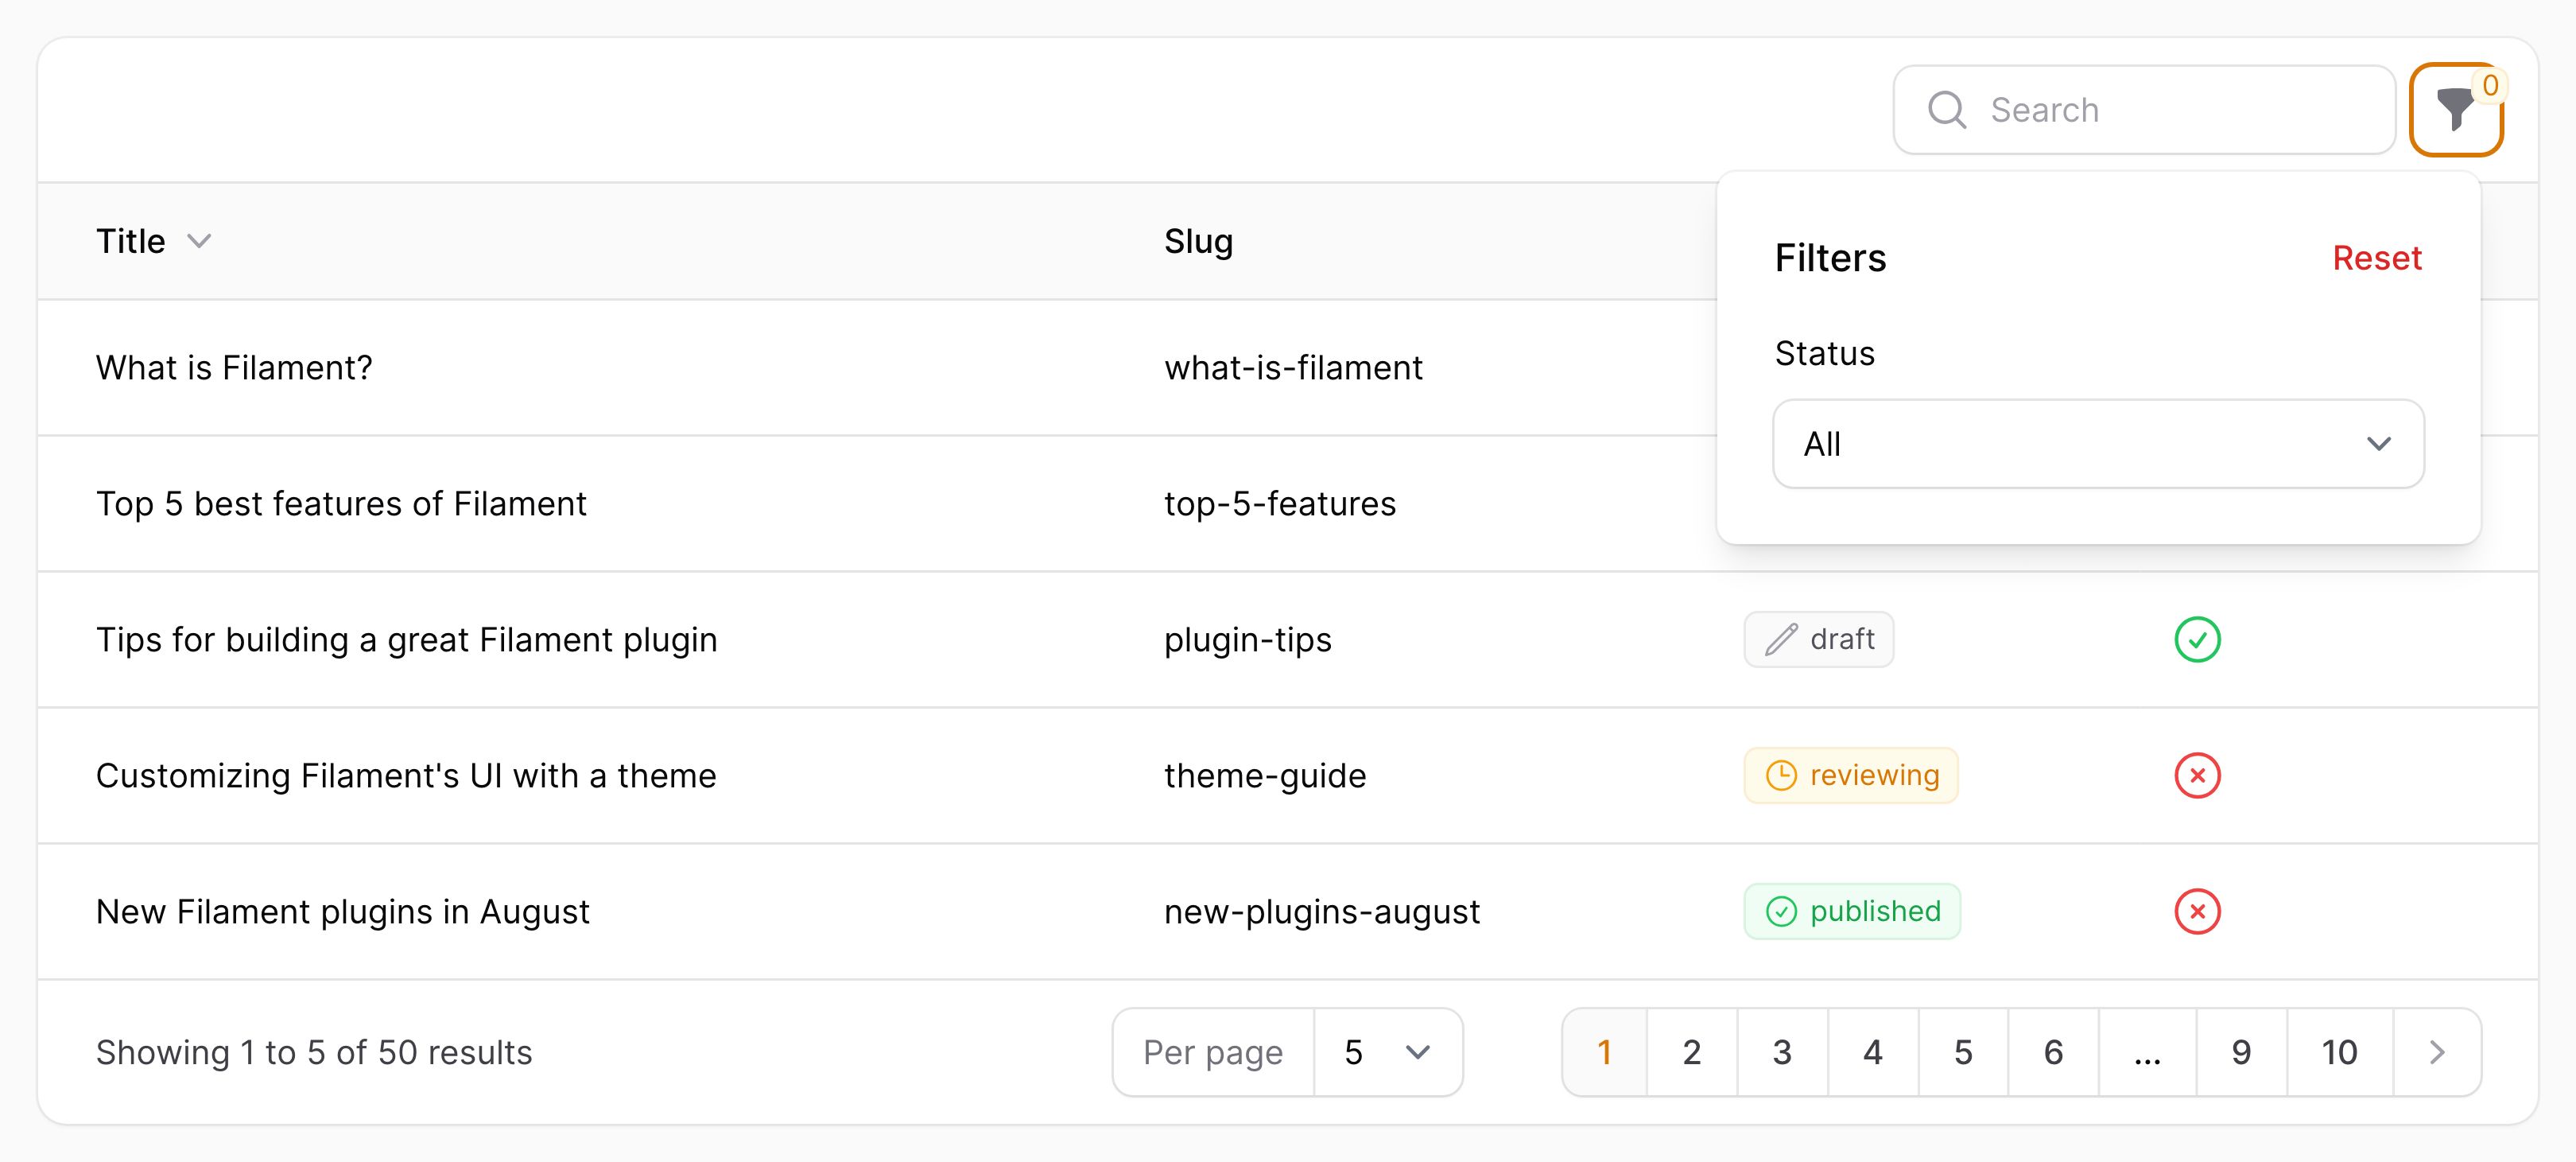 Search
0
Title
Slug
Filters
Reset
Status
All
What is Filament?
what-is-filament
Top 5 best features of Filament
top-5-features
Tips for building a great Filament plugin
plugin-tips
draft
Customizing Filament's UI with a theme
theme-guide
reviewing
New Filament plugins in August
new-plugins-august
published
Showing 1 to 5 of 50 results
Per page
5
1 2 3 4 5 6 ... 9 10